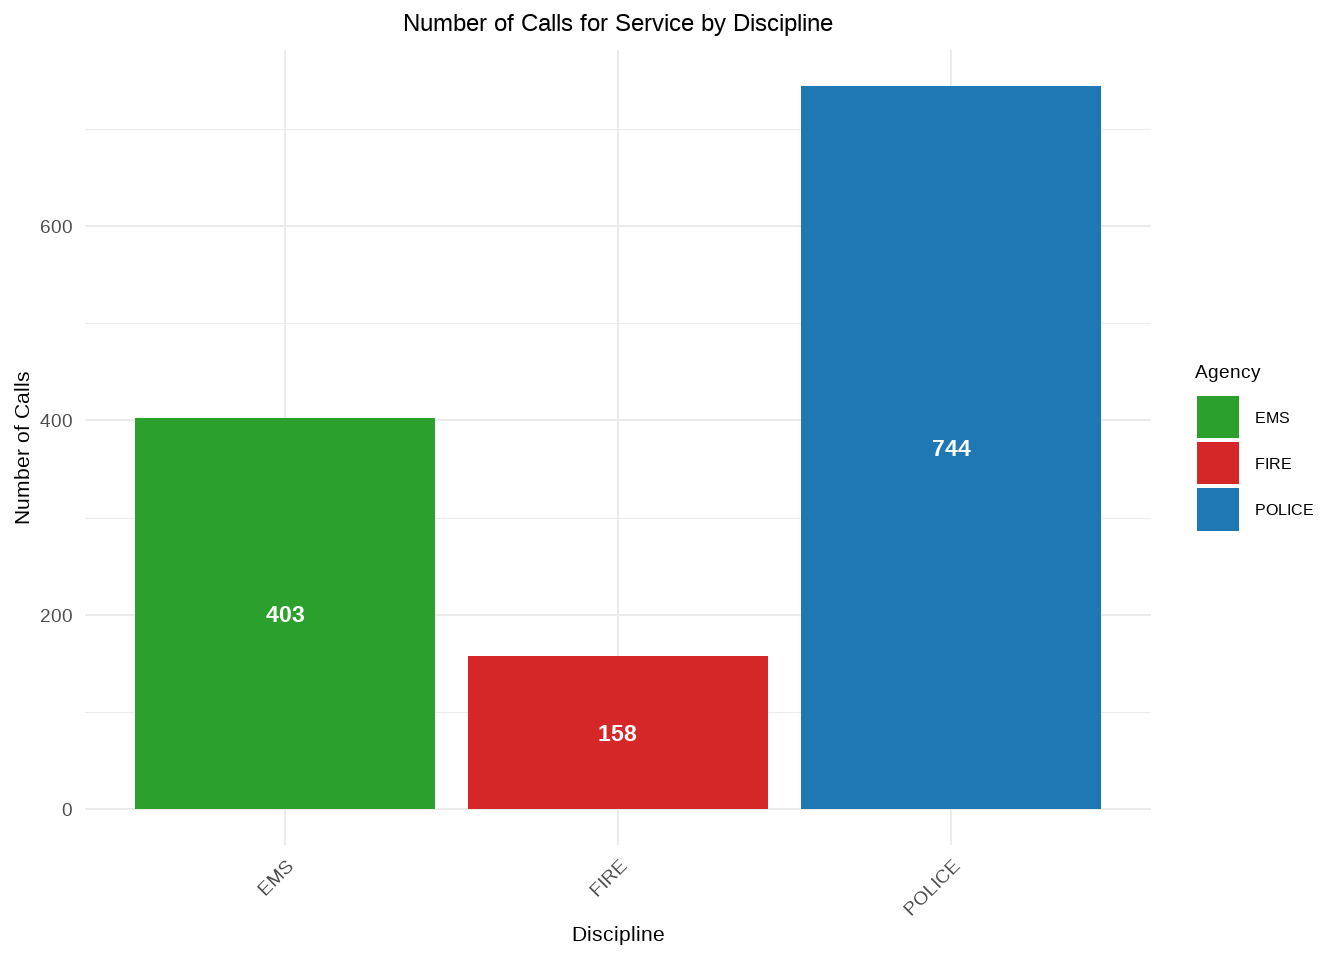 Number of Calls for Service by Discipline
Number of Calls
600
400
200
0
403
158
744
EMS
FIRE
POLICE
Discipline
Agency
EMS
FIRE
POLICE